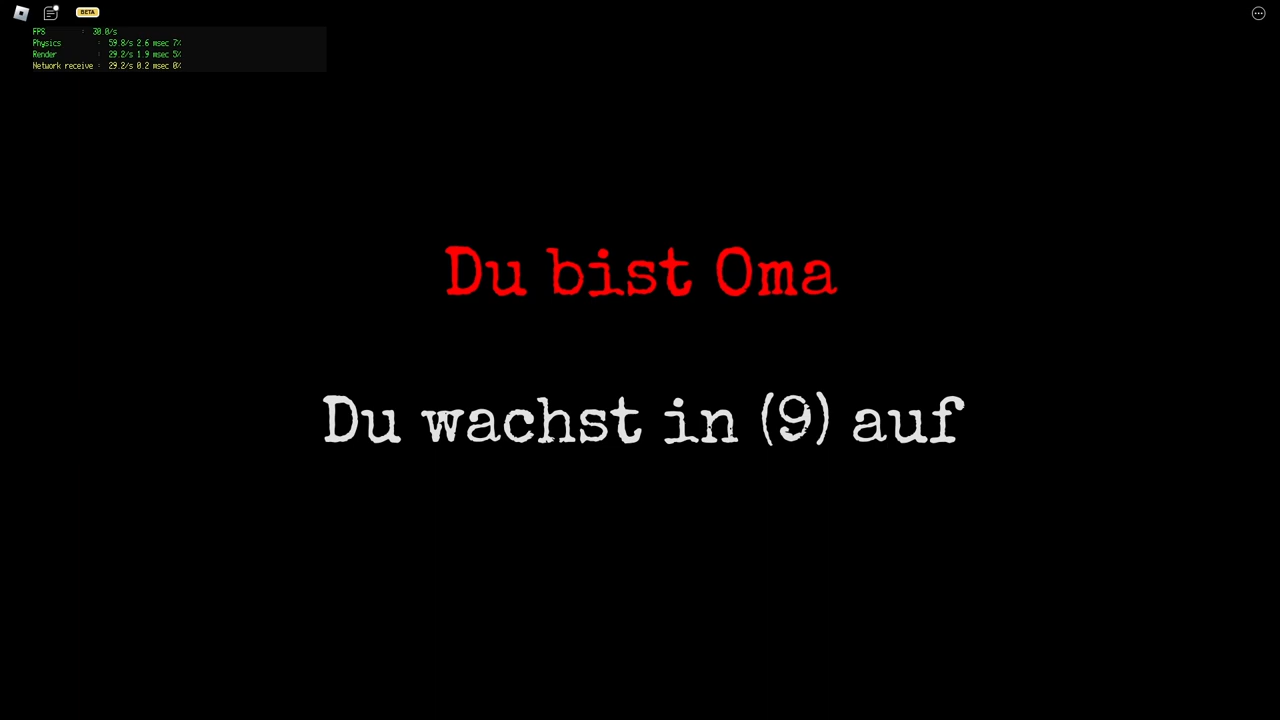 BETA
FPS : 30.0/s
Physics : 59.8/s 2.6 msec 7%
Render : 29.2/s 1.9 msec 5%
Network receive : 29.2/s 0.2 msec 0%
Du bist Oma
Du wachst in (9) auf